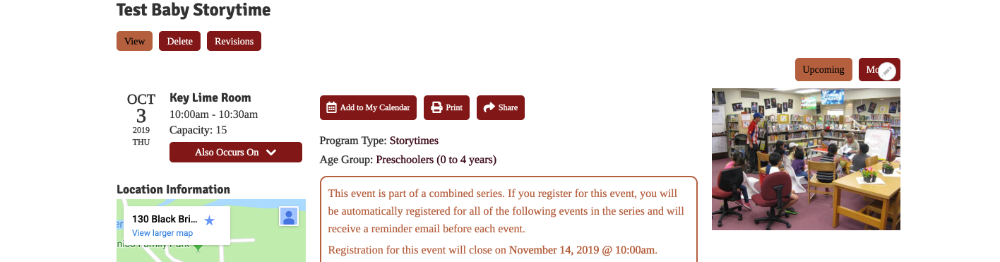 Test Baby Storytime
View Delete Revisions
Upcoming
OCT
3
2019
THU
Key Lime Room
10:00am - 10:30am
Capacity: 15
Also Occurs On
Add to My Calendar Print Share
Program Type: Storytimes
Age Group: Preschoolers (0 to 4 years)
This event is part of a combined series. If you register for this event, you will
be automatically registered for all of the following events in the series and will
receive a reminder email before each event.
Registration for this event will close on November 14, 2019 @ 10:00am.
Location Information
130 Black Bri...
View larger map
Family Park